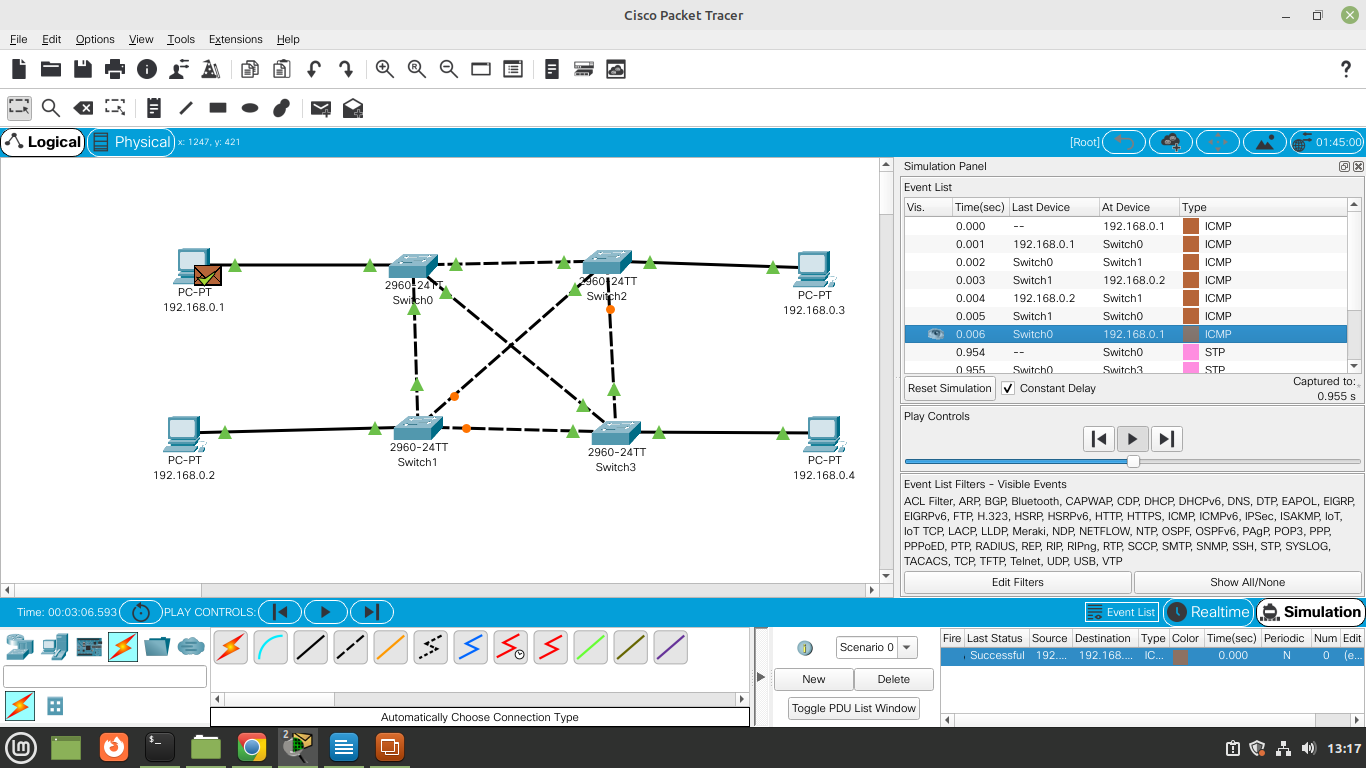 Cisco Packet Tracer
File Edit Options View Tools Extensions Help
?
Logical Physical x: 1247, y: 421 [Root] 01:45:00
PC-PT
192.168.0.1
2960-24TT
Switch0
2960-24TT
Switch2
PC-PT
192.168.0.3
PC-PT
192.168.0.2
2960-24TT
Switch1
2960-24TT
Switch3
PC-PT
192.168.0.4
Simulation Panel
Event List
Vis. Time(sec) Last Device At Device Type
0.000 -- 192.168.0.1 ICMP
0.001 192.168.0.1 Switch0 ICMP
0.002 Switch0 Switch1 ICMP
0.003 Switch1 192.168.0.2 ICMP
0.004 192.168.0.2 Switch1 ICMP
0.005 Switch1 Switch0 ICMP
0.006 Switch0 192.168.0.1 ICMP
0.954 -- Switch0 STP
0.955 Switch0 Switch3 STP
Reset Simulation Constant Delay Captured to:
0.955 s
Play Controls
Event List Filters - Visible Events
ACL Filter, ARP, BGP, Bluetooth, CAPWAP, CDP, DHCP, DHCPv6, DNS, DTP, EAPOL, EIGRP,
EIGRPv6, FTP, H.323, HSRP, HSRPv6, HTTP, HTTPS, ICMP, ICMPv6, IPSec, ISAKMP, IoT,
IoT TCP, LACP, LLDP, Meraki, NDP, NETFLOW, NTP, OSPF, OSPFv6, PAgP, POP3, PPP,
PPPoED, PTP, RADIUS, REP, RIP, RIPng, RTP, SCCP, SMTP, SNMP, SSH, STP, SYSLOG,
TACACS, TCP, TFTP, Telnet, UDP, USB, VTP
Edit Filters Show All/None
Time: 00:03:06.593 PLAY CONTROLS: Event List Realtime Simulation
Scenario 0
New Delete
Toggle PDU List Window
Fire Last Status Source Destination Type Color Time(sec) Periodic Num Edit
Successful 192.... 192.168.... IC... 0.000 N 0 (e...
Automatically Choose Connection Type
2
13:17